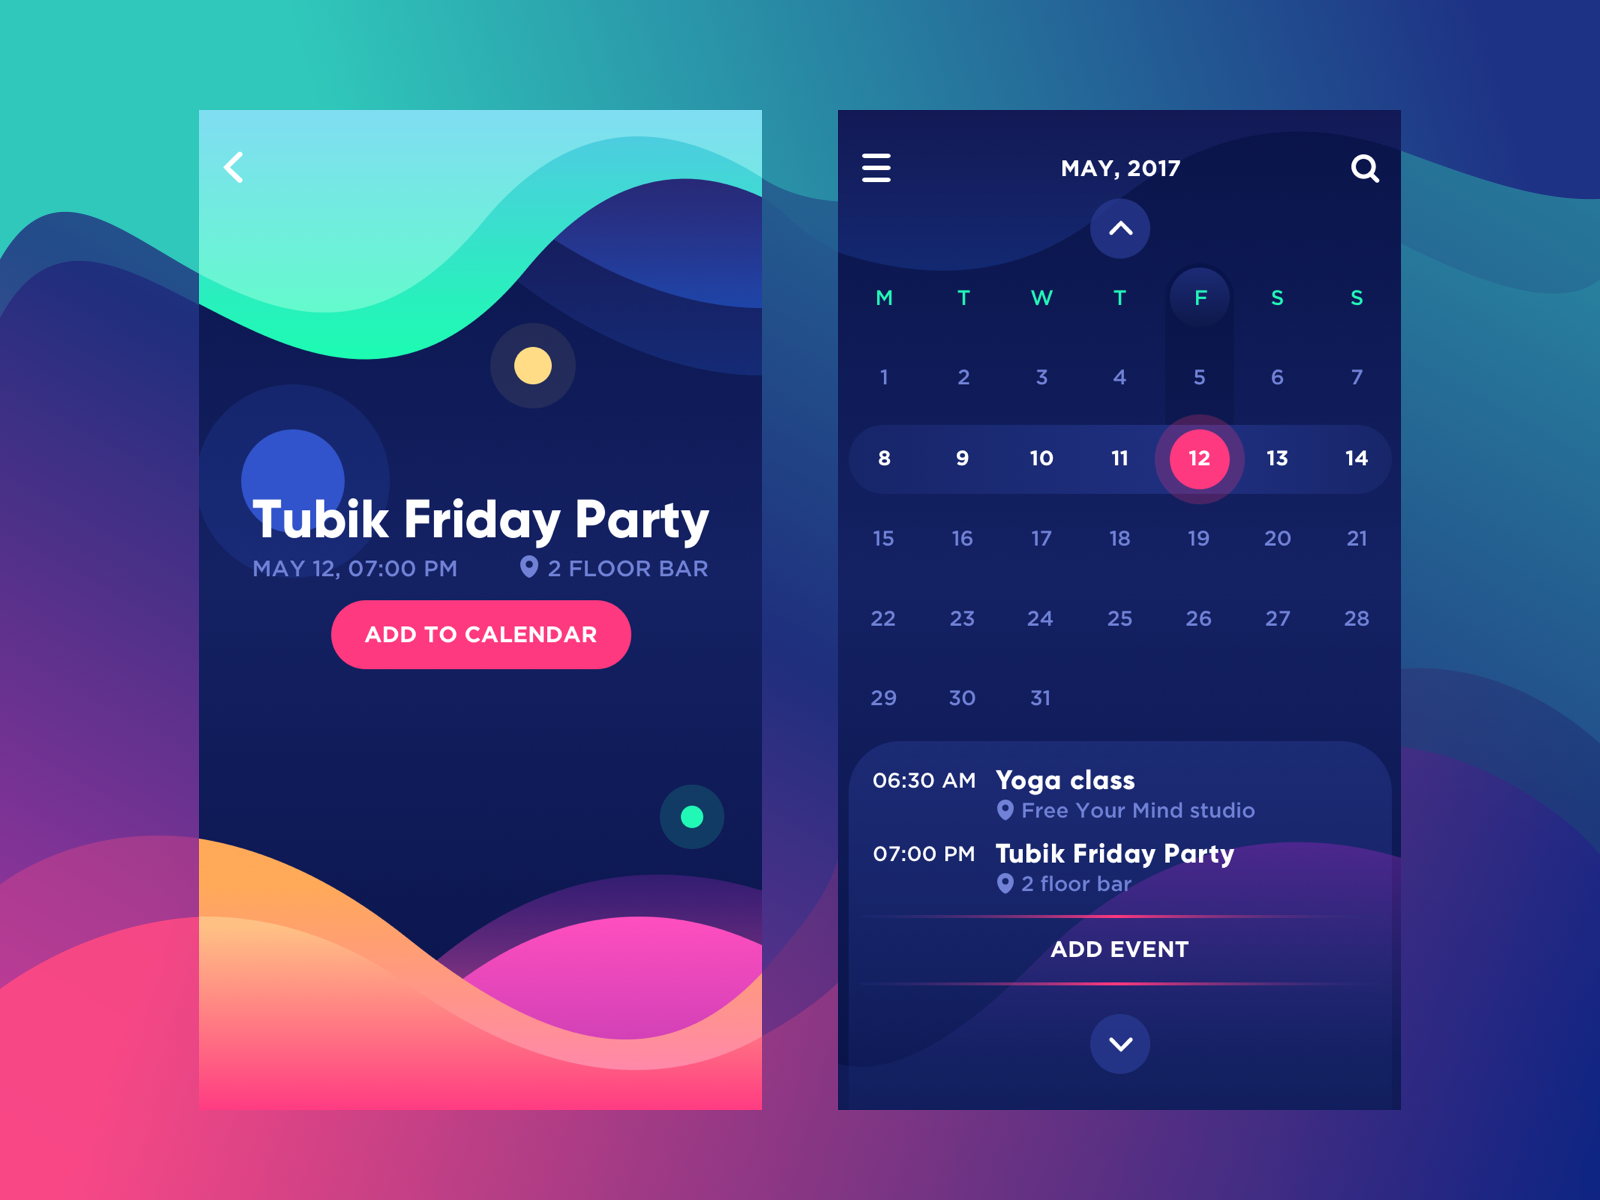 Tubik Friday Party
MAY 12, 07:00 PM 2 FLOOR BAR
ADD TO CALENDAR
MAY, 2017
M T W T F S S
1 2 3 4 5 6 7
8 9 10 11 12 13 14
15 16 17 18 19 20 21
22 23 24 25 26 27 28
29 30 31
06:30 AM Yoga class
Free Your Mind studio
07:00 PM Tubik Friday Party
2 floor bar
ADD EVENT